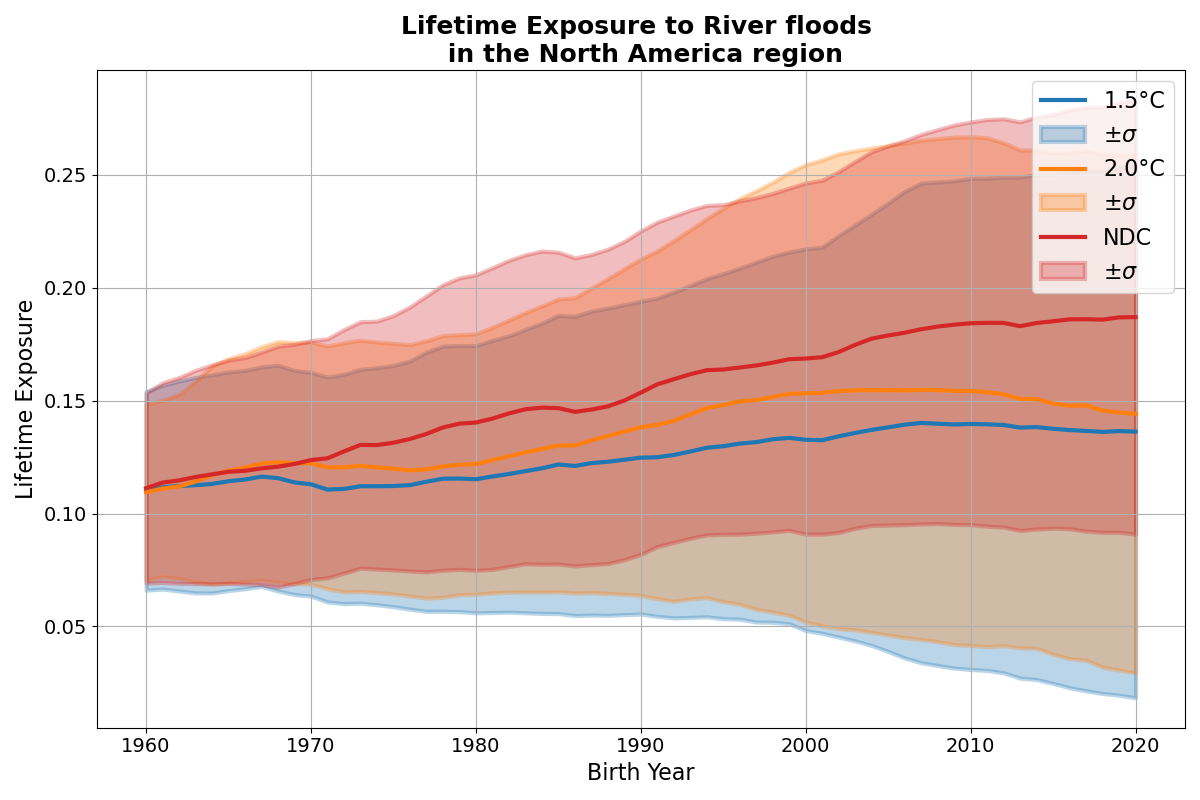 Lifetime Exposure to River floods
in the North America region
Lifetime Exposure
0.25
0.20
0.15
0.10
0.05
1960 1970 1980 1990 2000 2010 2020
Birth Year
1.5°C
±σ
2.0°C
±σ
NDC
±σ